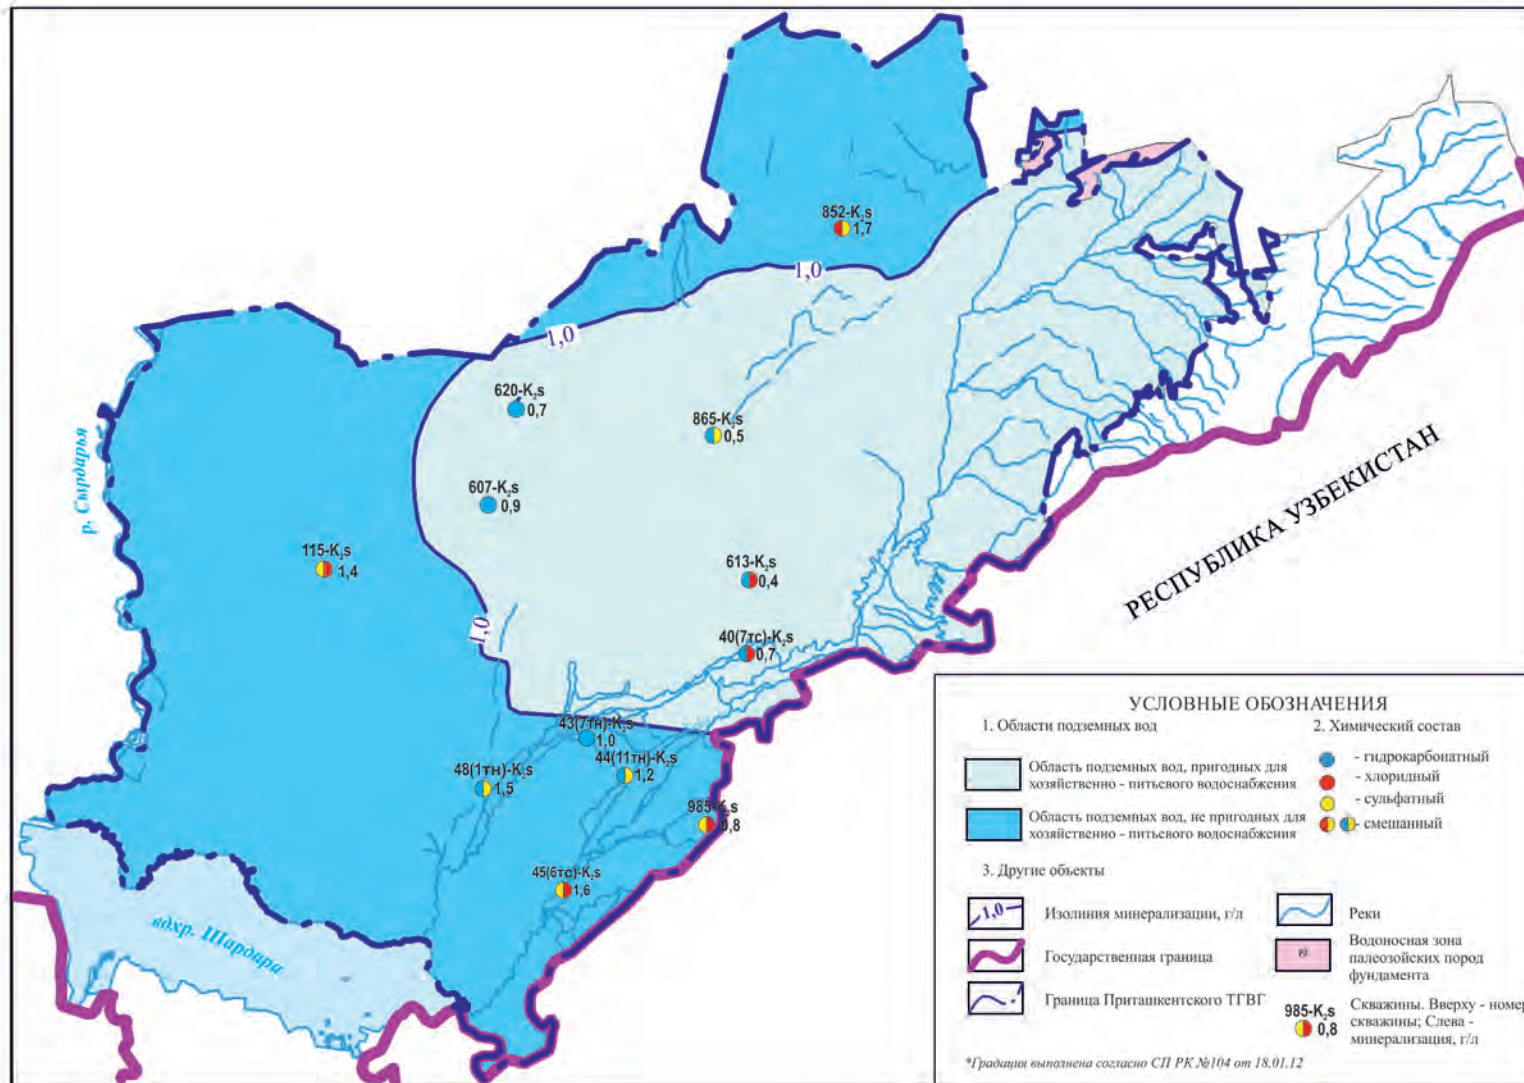 852-K₂s
1,7
1,0
1,0
620-K₂s
0,7
865-K₂s
0,5
р. Сырдарья
607-K₂s
0,9
РЕСПУБЛИКА УЗБЕКИСТАН
115-K₂s
1,4
613-K₂s
0,4
1,0
40(7тс)-K₂s
0,7
43(7тн)-K₂s
1,0
44(11тн)-K₂s
1,2
48(1тн)-K₂s
1,5
985-K₂s
0,8
45(6тс)-K₂s
1,6
вдхр. Шардара
УСЛОВНЫЕ ОБОЗНАЧЕНИЯ
1. Области подземных вод
Область подземных вод, пригодных для
хозяйственно - питьевого водоснабжения
Область подземных вод, не пригодных для
хозяйственно - питьевого водоснабжения
2. Химический состав
- гидрокарбонатный
- хлоридный
- сульфатный
- смешанный
3. Другие объекты
1,0
Изолиния минерализации, г/л
Государственная граница
Граница Приташкентского ТГВГ
Реки
Водоносная зона
палеозойских пород
фундамента
985-K₂s
0,8
Скважины. Вверху - номер
скважины; Слева -
минерализация, г/л
*Градация выполнена согласно СП РК №104 от 18.01.12